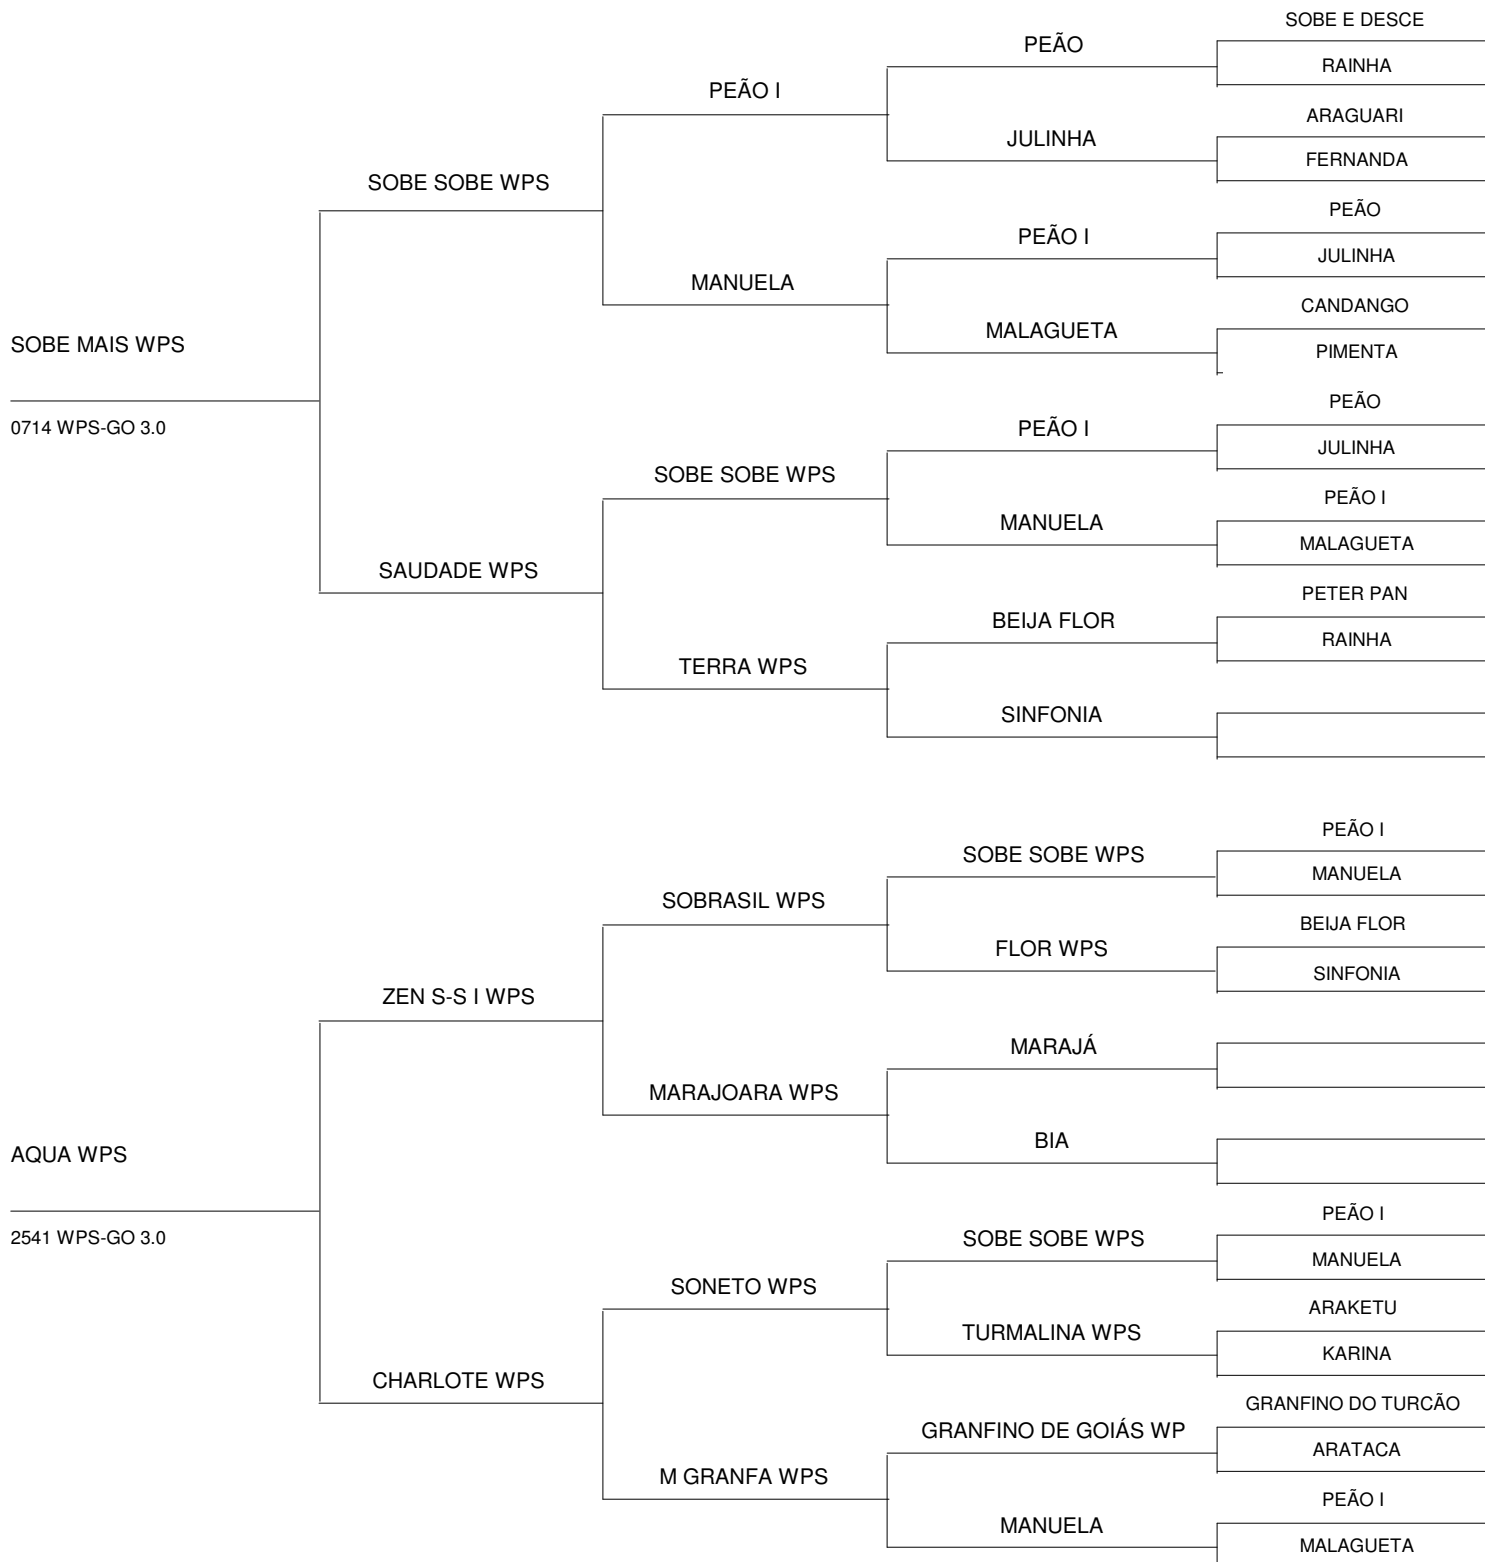 SOBE E DESCE
PEÃO
RAINHA
PEÃO I
ARAGUARI
JULINHA
FERNANDA
SOBE SOBE WPS
PEÃO
PEÃO I
JULINHA
MANUELA
CANDANGO
MALAGUETA
PIMENTA
SOBE MAIS WPS
0714 WPS-GO 3.0
PEÃO
PEÃO I
JULINHA
SOBE SOBE WPS
PEÃO I
MANUELA
MALAGUETA
SAUDADE WPS
PETER PAN
BEIJA FLOR
RAINHA
TERRA WPS
SINFONIA
PEÃO I
SOBE SOBE WPS
MANUELA
SOBRASIL WPS
BEIJA FLOR
FLOR WPS
SINFONIA
ZEN S-S I WPS
MARAJÁ
MARAJOARA WPS
BIA
AQUA WPS
2541 WPS-GO 3.0
PEÃO I
SOBE SOBE WPS
MANUELA
SONETO WPS
ARAKETU
TURMALINA WPS
KARINA
CHARLOTE WPS
GRANFINO DO TURCÃO
GRANFINO DE GOIÁS WP
ARATACA
M GRANFA WPS
PEÃO I
MANUELA
MALAGUETA